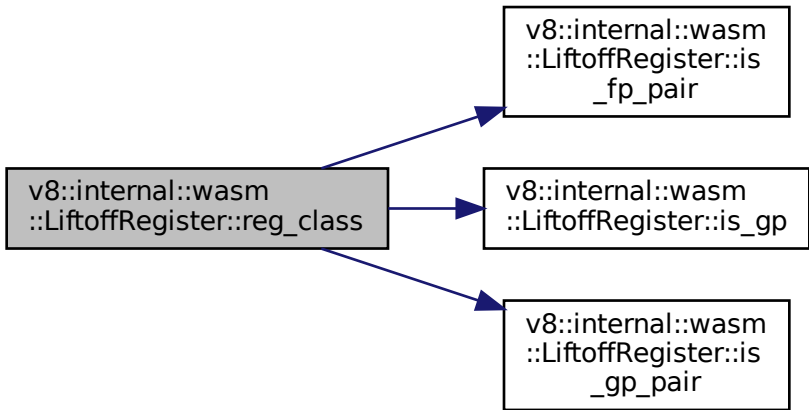 v8::internal::wasm
::LiftoffRegister::is
_fp_pair
v8::internal::wasm
::LiftoffRegister::reg_class
v8::internal::wasm
::LiftoffRegister::is_gp
v8::internal::wasm
::LiftoffRegister::is
_gp_pair